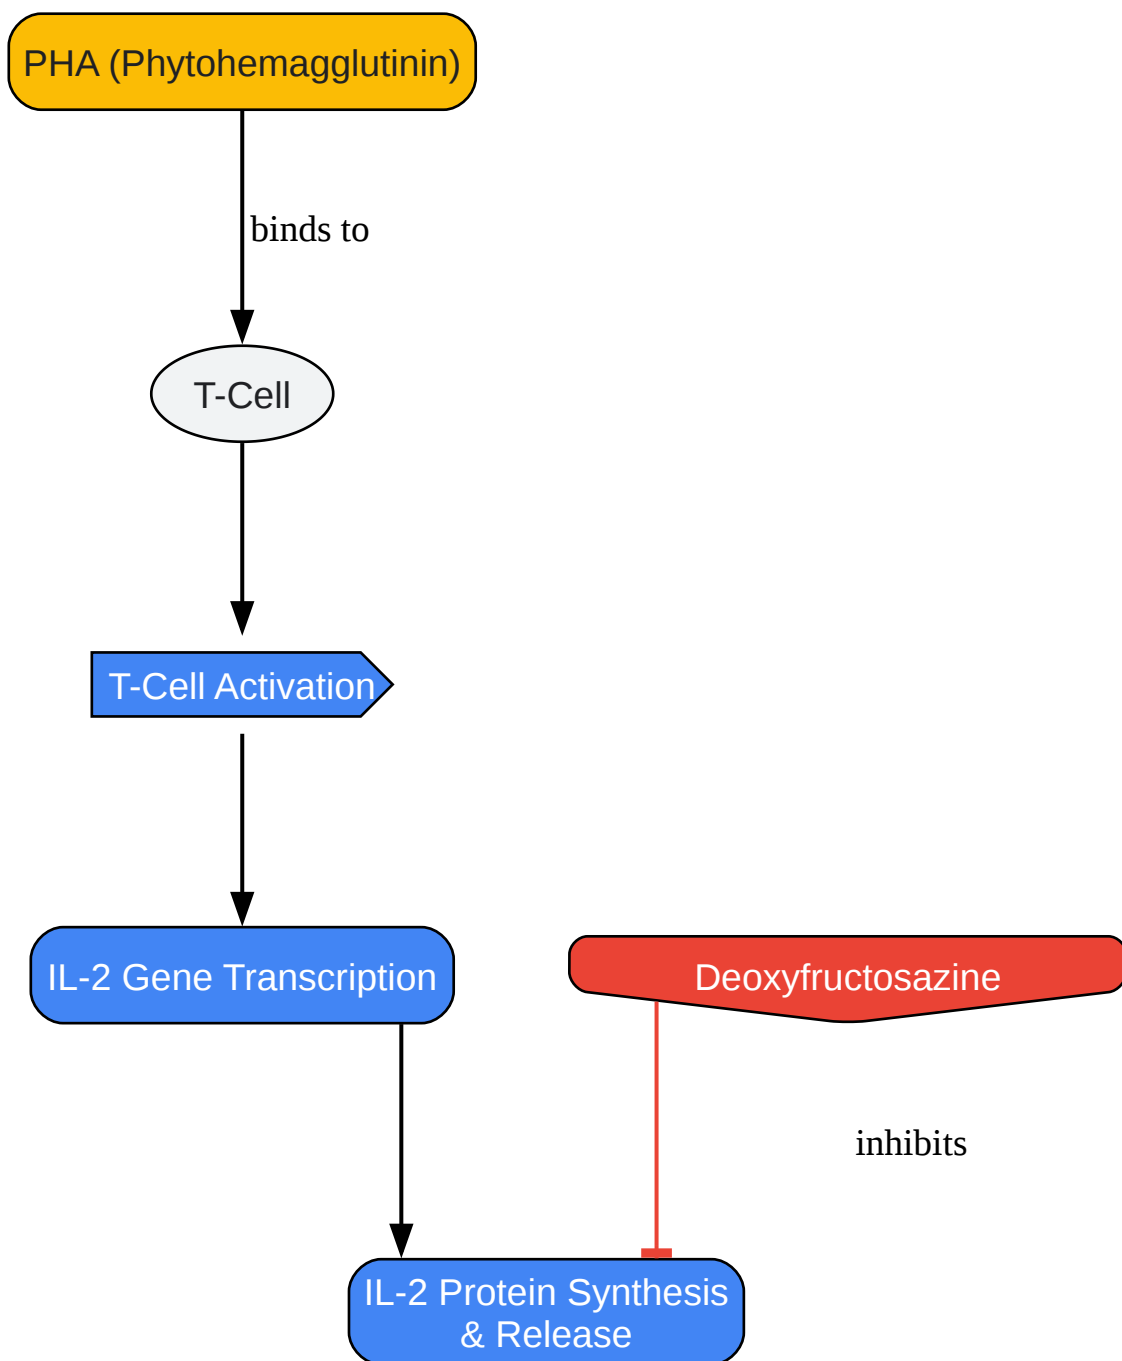 PHA (Phytohemagglutinin)
binds to
T-Cell
T-Cell Activation
IL-2 Gene Transcription
Deoxyfructosazine
inhibits
IL-2 Protein Synthesis
& Release